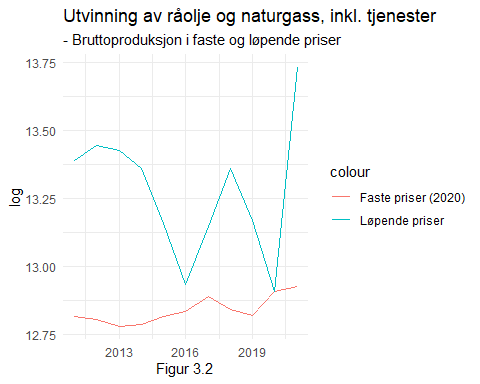 Utvinning av råolje og naturgass, inkl. tjenester
- Bruttoproduksjon i faste og løpende priser
13.75
13.50
13.25
13.00
12.75
log
2013
2016
2019
Figur 3.2
colour
Faste priser (2020)
Løpende priser